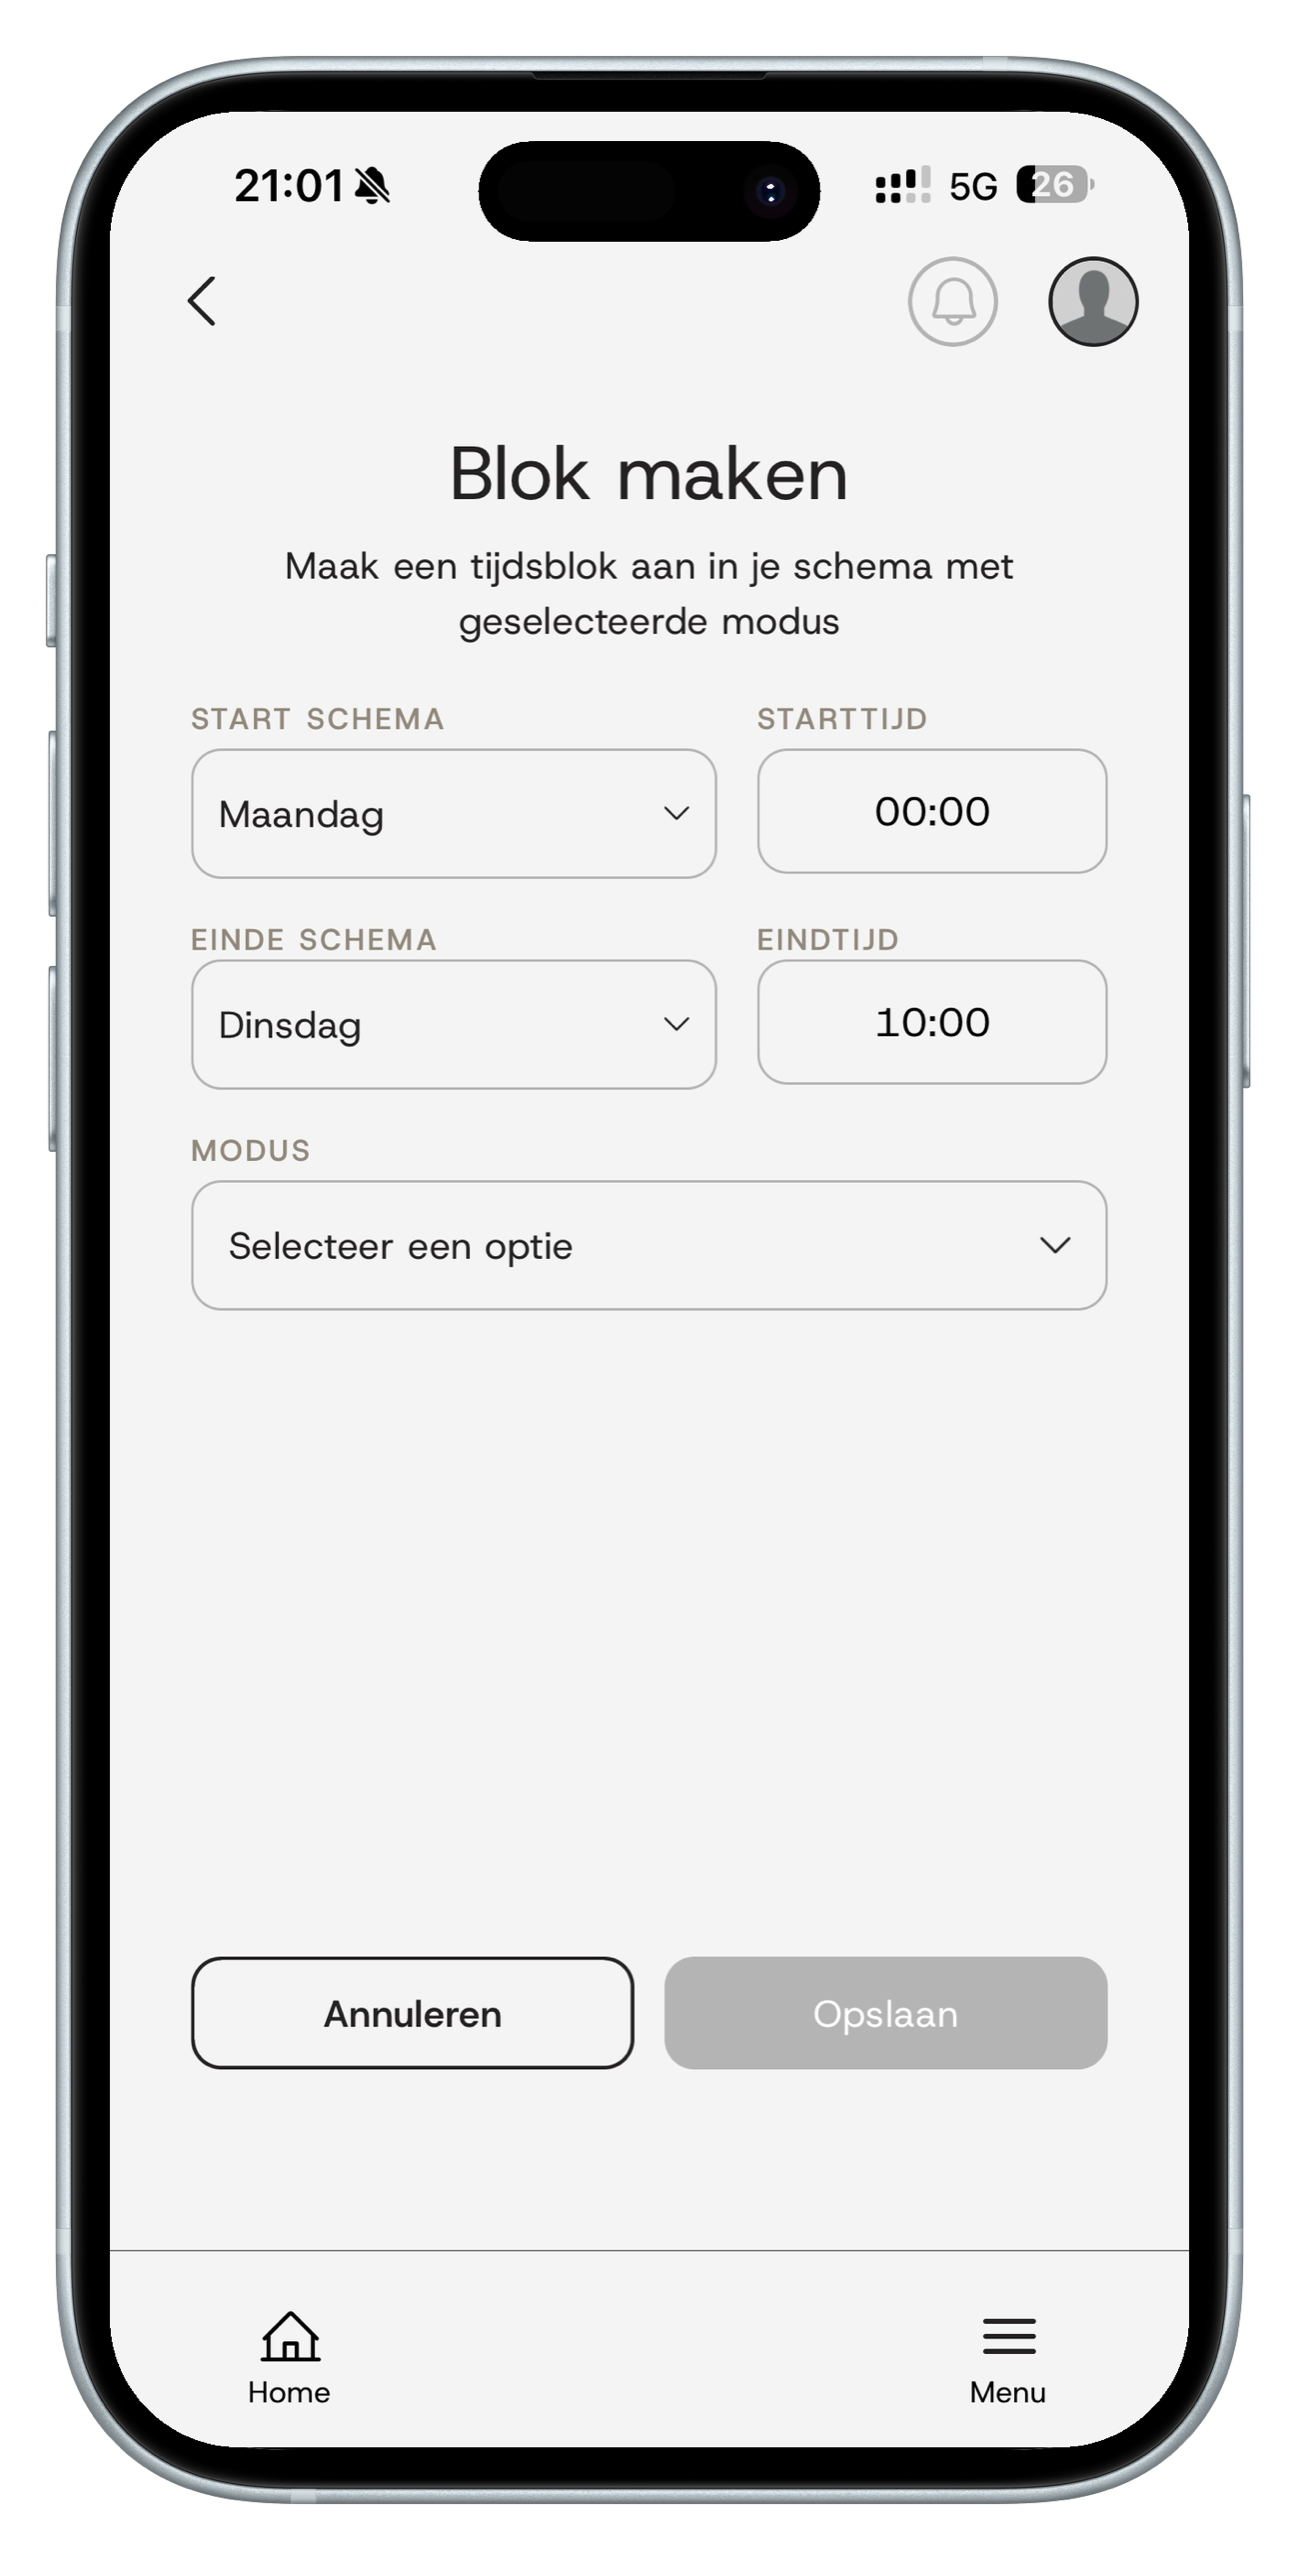 21:01
5G
26
Blok maken
Maak een tijdsblok aan in je schema met
geselecteerde modus
START SCHEMA
STARTTIJD
Maandag
00:00
EINDE SCHEMA
EINDTIJD
Dinsdag
10:00
MODUS
Selecteer een optie
Annuleren
Opslaan
Home
Menu